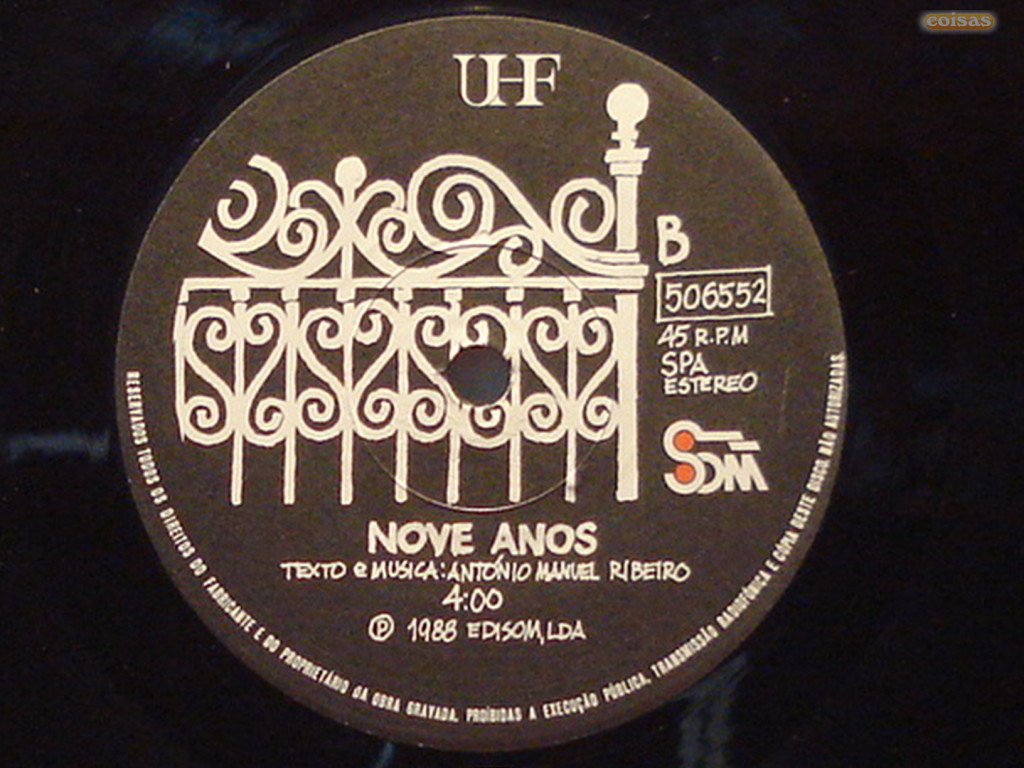 coisas
UHF
B
506552
45 R.P.M
SPA
ESTEREO
SDM
NOVE ANOS
TEXTO e MUSICA: ANTÓNIO MANUEL RIBEIRO
4:00
Ⓟ 1988 EDISOM, LDA
RESERVADOS TODOS OS DIREITOS DO FABRICANTE E DO PROPRIETÁRIO DA OBRA GRAVADA. PROÍBIDAS A EXECUÇÃO PÚBLICA, TRANSMISSÃO RADIOFÓNICA E CÓPIA DESTE DISCO, NÃO AUTORIZADAS